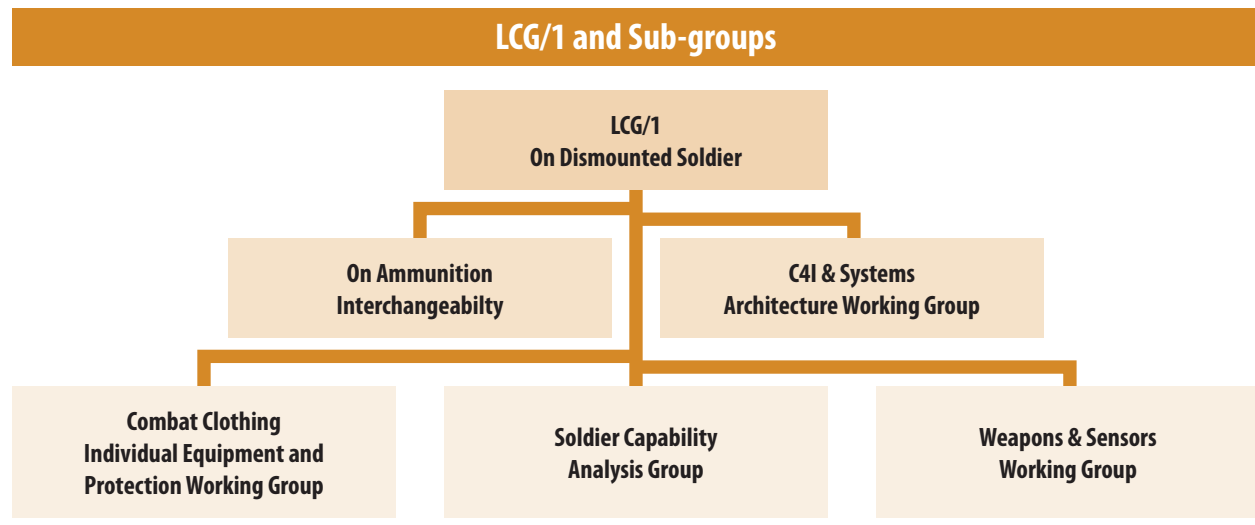 LCG/1 and Sub-groups
LCG/1
On Dismounted Soldier
On Ammunition
Interchangeabilty
C4I & Systems
Architecture Working Group
Combat Clothing
Individual Equipment and
Protection Working Group
Soldier Capability
Analysis Group
Weapons & Sensors
Working Group